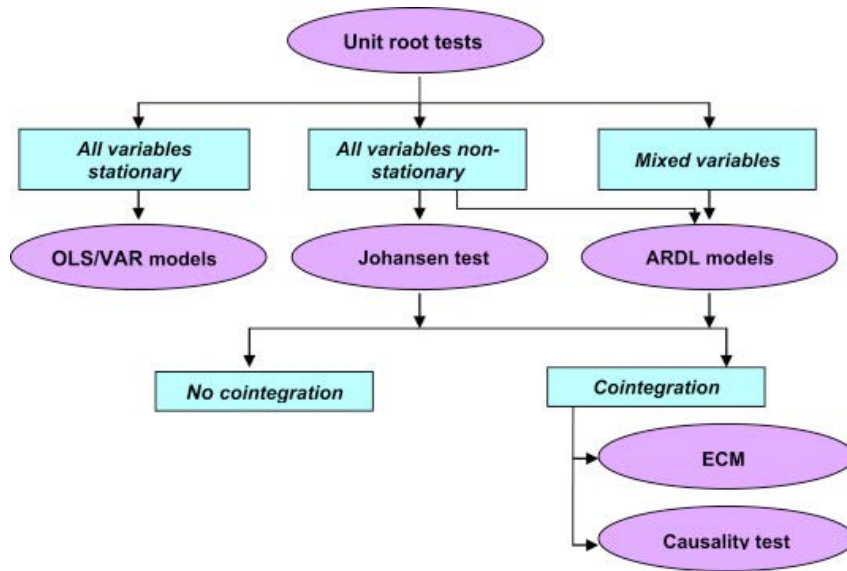 Unit root tests
All variables
stationary
All variables non-
stationary
Mixed variables
OLS/VAR models
Johansen test
ARDL models
No cointegration
Cointegration
ECM
Causality test